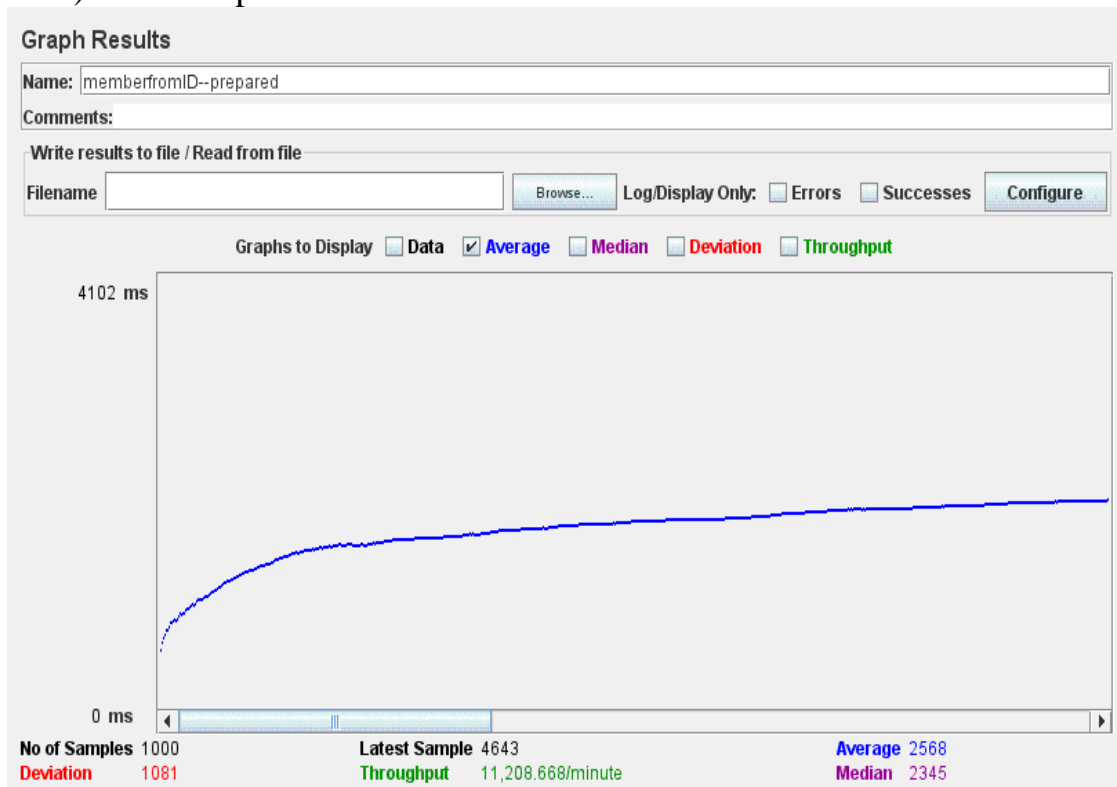 Graph Results
Name: memberfromID--prepared
Comments:
Write results to file / Read from file
Filename Browse... Log/Display Only: Errors Successes Configure
Graphs to Display Data Average Median Deviation Throughput
4102 ms
0 ms
No of Samples 1000 Latest Sample 4643 Average 2568
Deviation 1081 Throughput 11,208.668/minute Median 2345